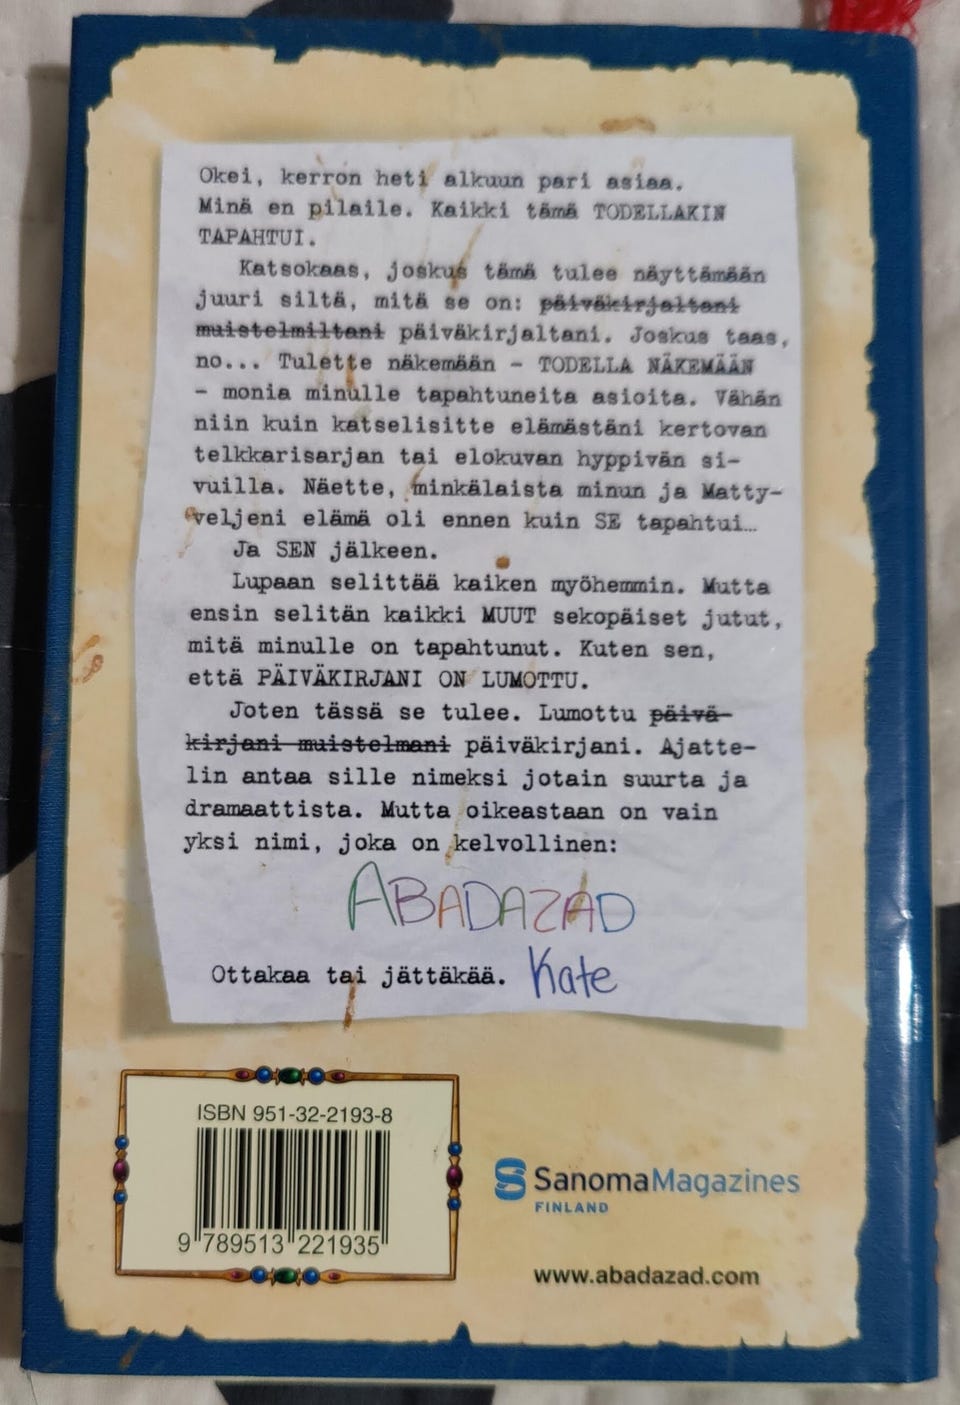 Okei, kerron heti alkuun pari asiaa.
Minä en pilaile. Kaikki tämä TODELLAKIN
TAPAHTUI.
Katsokaas, joskus tämä tulee näyttämään
juuri siltä, mitä se on: päiväkirjaltani
muistelmiltani päiväkirjaltani. Joskus taas,
no... Tulette näkemään - TODELLA NÄKEMÄÄN
- monia minulle tapahtuneita asioita. Vähän
niin kuin katselisitte elämästäni kertovan
telkkarisarjan tai elokuvan hyppivän si-
vuilla. Näette, minkälaista minun ja Matty-
veljeni elämä oli ennen kuin SE tapahtui…
Ja SEN jälkeen.
Lupaan selittää kaiken myöhemmin. Mutta
ensin selitän kaikki MUUT sekopäiset jutut,
mitä minulle on tapahtunut. Kuten sen,
että PÄIVÄKIRJANI ON LUMOTTU.
Joten tässä se tulee. Lumottu päivä-
kirjani muistelmani päiväkirjani. Ajatte-
lin antaa sille nimeksi jotain suurta ja
dramaattista. Mutta oikeastaan on vain
yksi nimi, joka on kelvollinen:
ABADAZAD
Ottakaa tai jättäkää. Kate
ISBN 951-32-2193-8
9 789513 221935
SanomaMagazines
FINLAND
www.abadazad.com